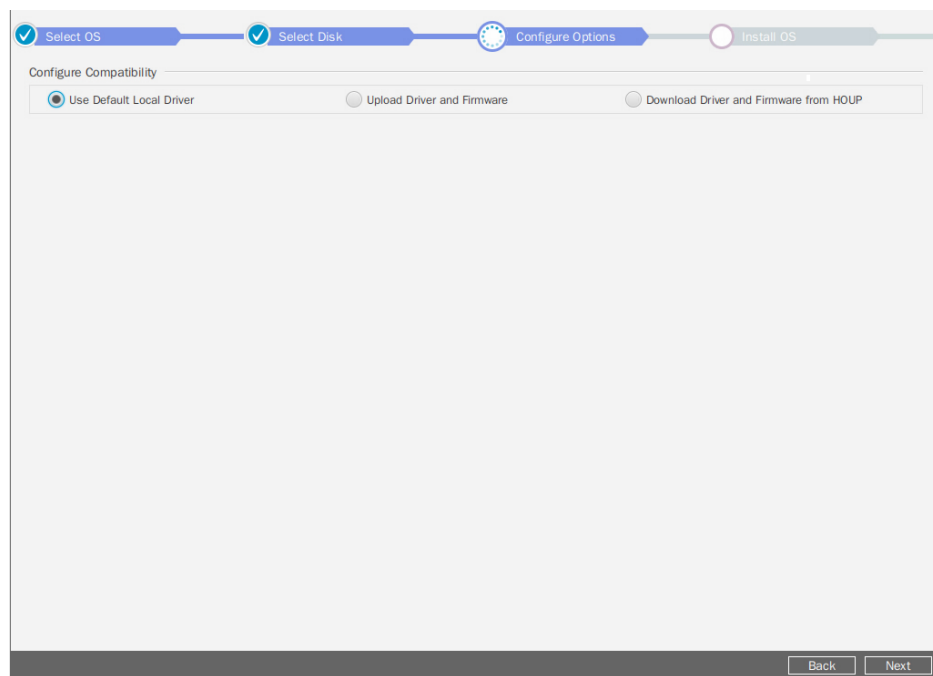 Select OS Select Disk Configure Options Install OS
Configure Compatibility
Use Default Local Driver Upload Driver and Firmware Download Driver and Firmware from HOUP
Back Next